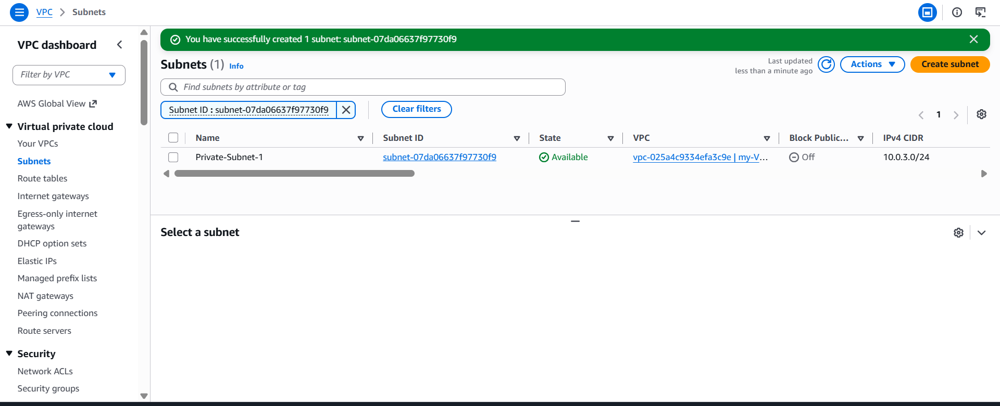 VPC > Subnets
VPC dashboard
Filter by VPC
AWS Global View
Virtual private cloud
Your VPCs
Subnets
Route tables
Internet gateways
Egress-only internet
gateways
DHCP option sets
Elastic IPs
Managed prefix lists
NAT gateways
Peering connections
Route servers
Security
Network ACLs
Security groups
You have successfully created 1 subnet: subnet-07da06637f97730f9
Subnets (1) Info
Last updated
less than a minute ago
Actions
Create subnet
Find subnets by attribute or tag
Subnet ID : subnet-07da06637f97730f9
Clear filters
1
Name Subnet ID State VPC Block Public... IPv4 CIDR
Private-Subnet-1 subnet-07da06637f97730f9 Available vpc-025a4c9334efa3c9e | my-V... Off 10.0.3.0/24
Select a subnet